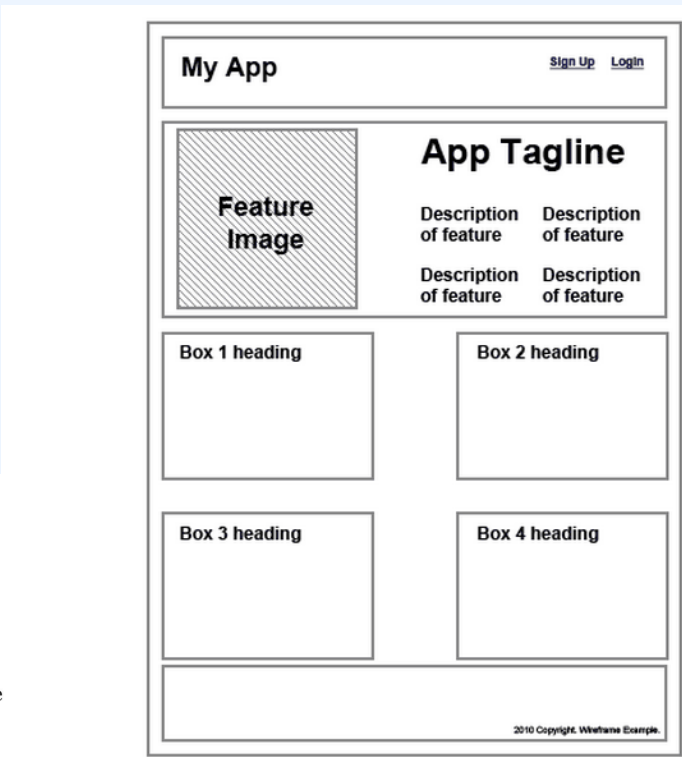 My App
Sign Up Login
Feature
Image
App Tagline
Description Description
of feature of feature
Description Description
of feature of feature
Box 1 heading
Box 2 heading
Box 3 heading
Box 4 heading
e
2010 Copyright. Wireframe Example.